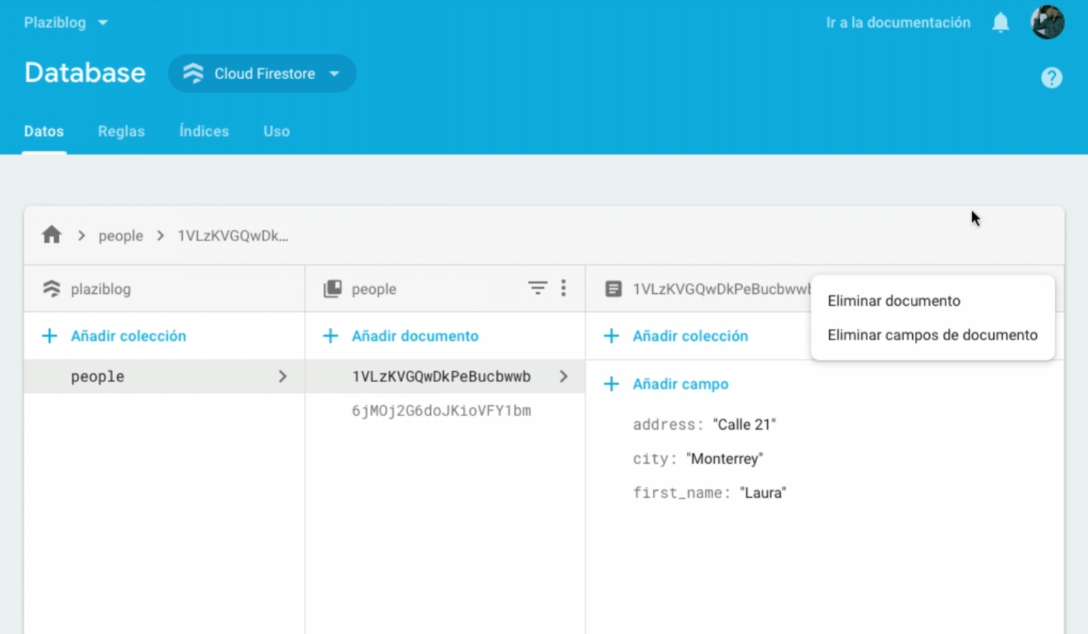 Plaziblog
Ir a la documentación
Database
Cloud Firestore
Datos Reglas Índices Uso
people 1VLzKVGQwDk…
plaziblog
people
1VLzKVGQwDkPeBucbwwb
Eliminar documento
Eliminar campos de documento
Añadir colección
people
Añadir documento
1VLzKVGQwDkPeBucbwwb
6jMOj2G6doJKioVFY1bm
Añadir colección
Añadir campo
address: "Calle 21"
city: "Monterrey"
first_name: "Laura"